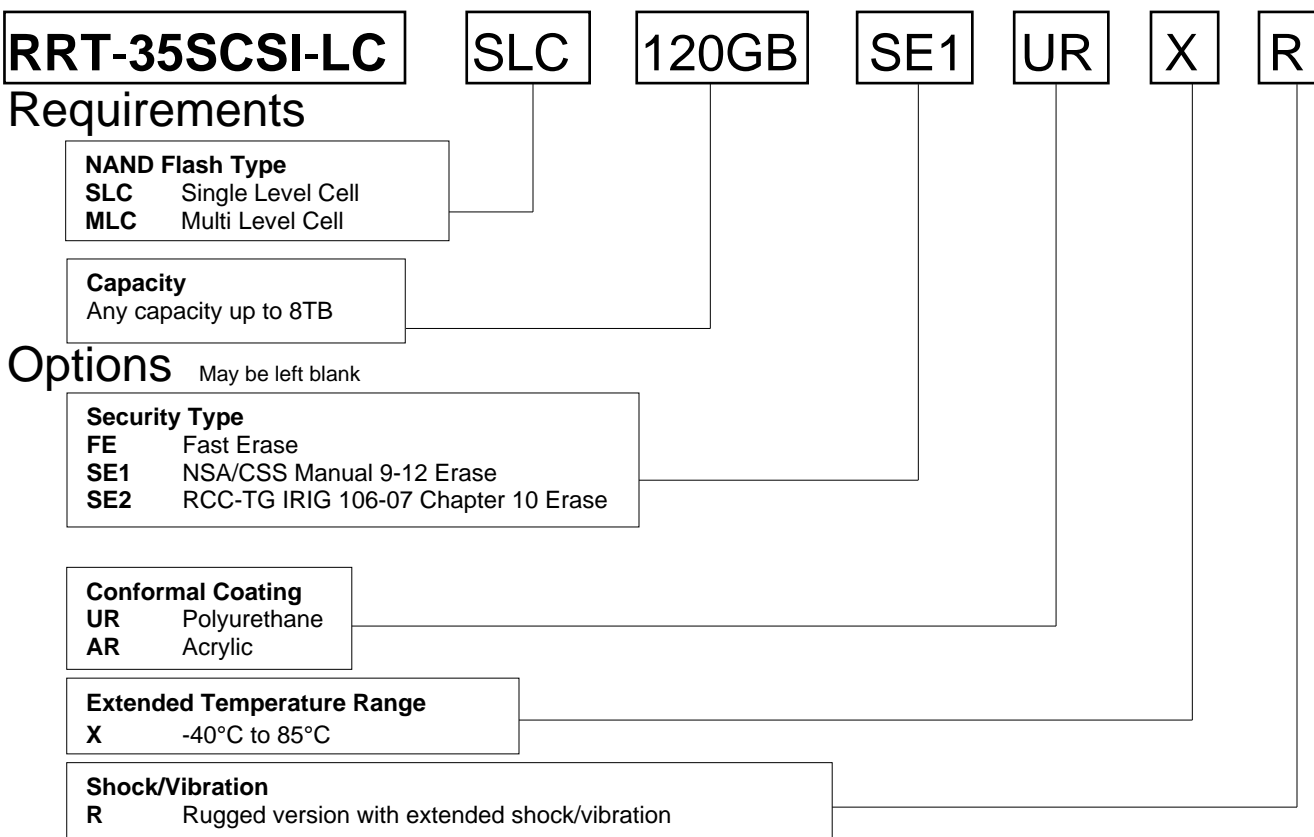 RRT-35SCSI-LC SLC 120GB SE1 UR X R
Requirements
NAND Flash Type
SLC Single Level Cell
MLC Multi Level Cell
Capacity
Any capacity up to 8TB
Options May be left blank
Security Type
FE Fast Erase
SE1 NSA/CSS Manual 9-12 Erase
SE2 RCC-TG IRIG 106-07 Chapter 10 Erase
Conformal Coating
UR Polyurethane
AR Acrylic
Extended Temperature Range
X -40°C to 85°C
Shock/Vibration
R Rugged version with extended shock/vibration